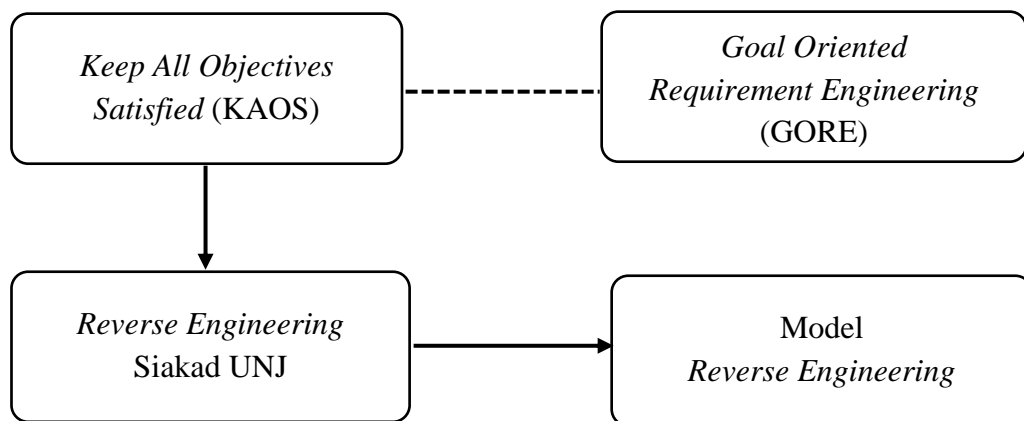 Keep All Objectives
Satisfied (KAOS)
Goal Oriented
Requirement Engineering
(GORE)
Reverse Engineering
Siakad UNJ
Model
Reverse Engineering